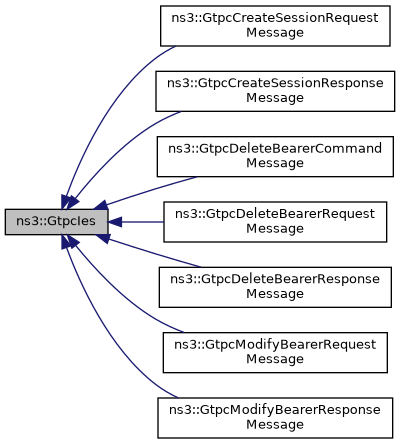 ns3::GtpcCreateSessionRequest
Message
ns3::GtpcCreateSessionResponse
Message
ns3::GtpcDeleteBearerCommand
Message
ns3::GtpcIes
ns3::GtpcDeleteBearerRequest
Message
ns3::GtpcDeleteBearerResponse
Message
ns3::GtpcModifyBearerRequest
Message
ns3::GtpcModifyBearerResponse
Message